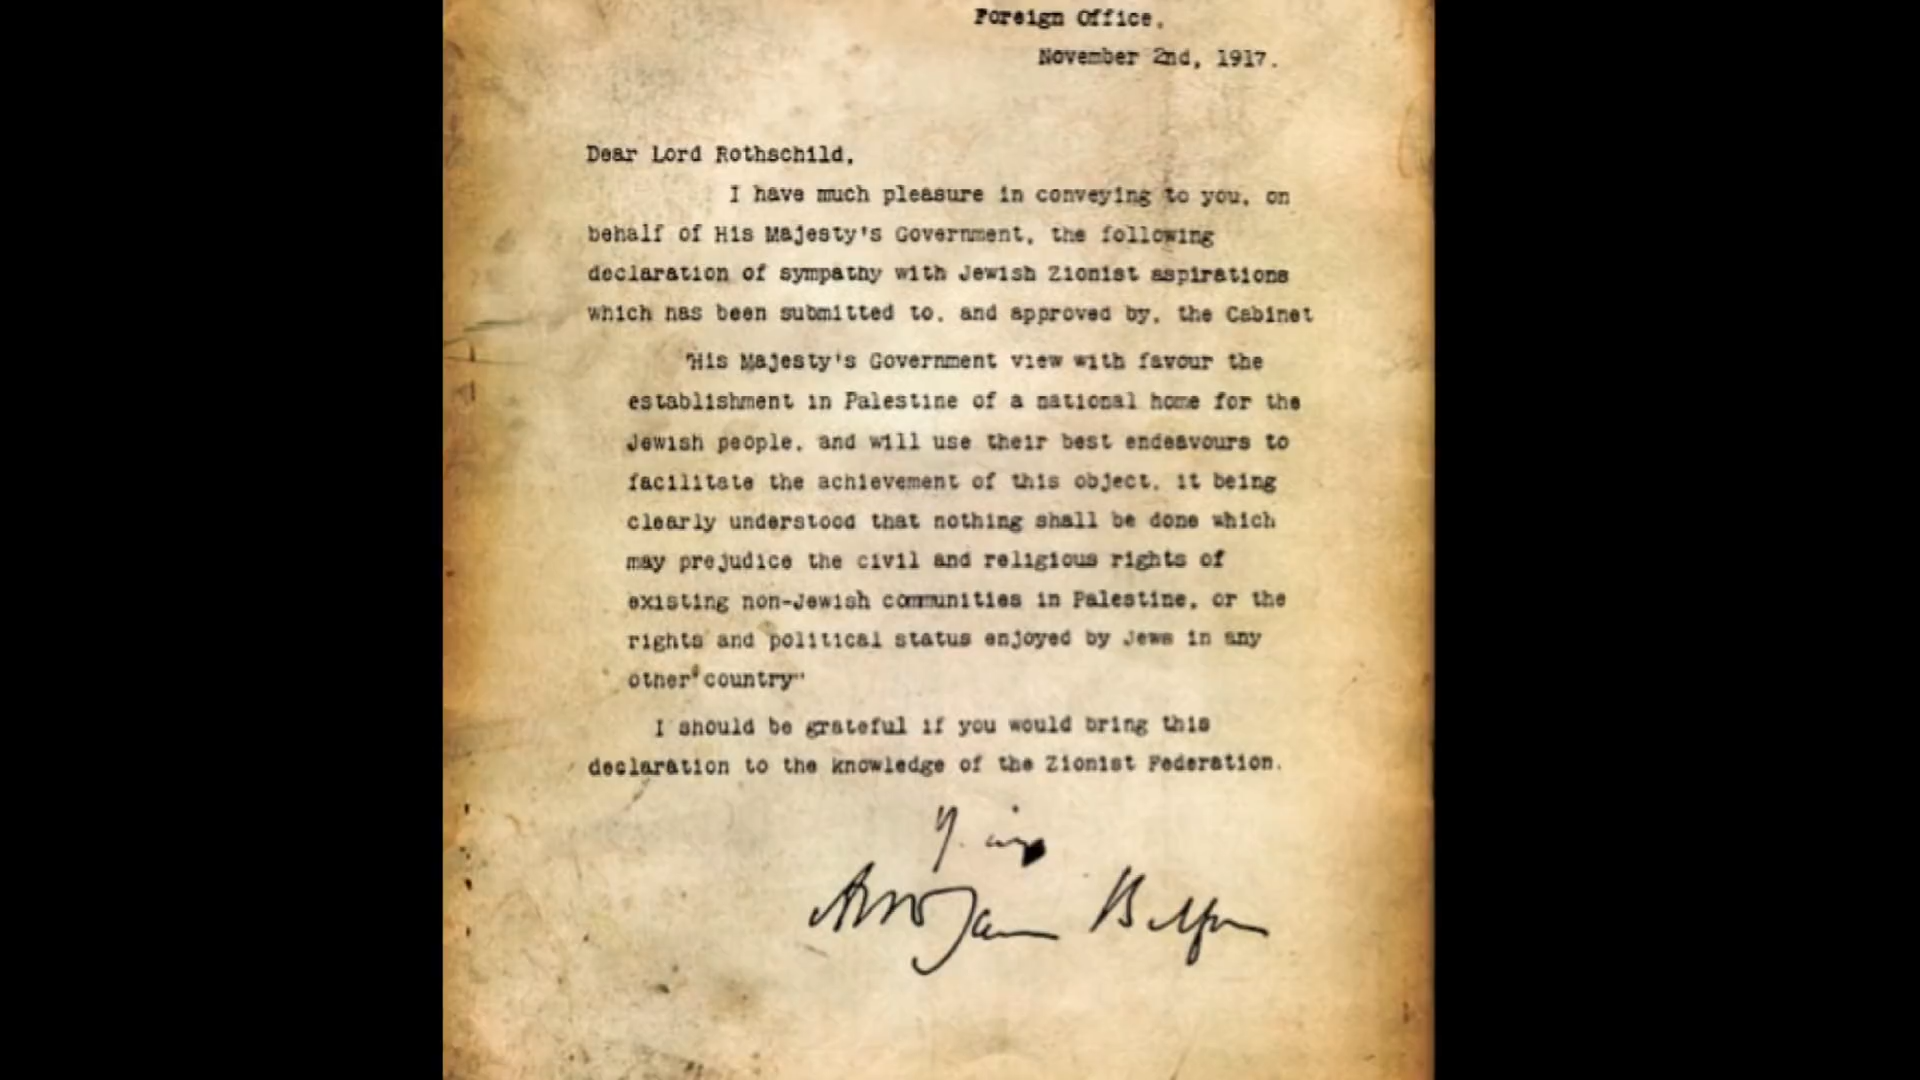 Foreign Office.
November 2nd, 1917.
Dear Lord Rothschild,
I have much pleasure in conveying to you, on
behalf of His Majesty's Government, the following
declaration of sympathy with Jewish Zionist aspirations
which has been submitted to, and approved by, the Cabinet
"His Majesty's Government view with favour the
establishment in Palestine of a national home for the
Jewish people, and will use their best endeavours to
facilitate the achievement of this object, it being
clearly understood that nothing shall be done which
may prejudice the civil and religious rights of
existing non-Jewish communities in Palestine, or the
rights and political status enjoyed by Jews in any
other country"
I should be grateful if you would bring this
declaration to the knowledge of the Zionist Federation.
Arthur James Balfour